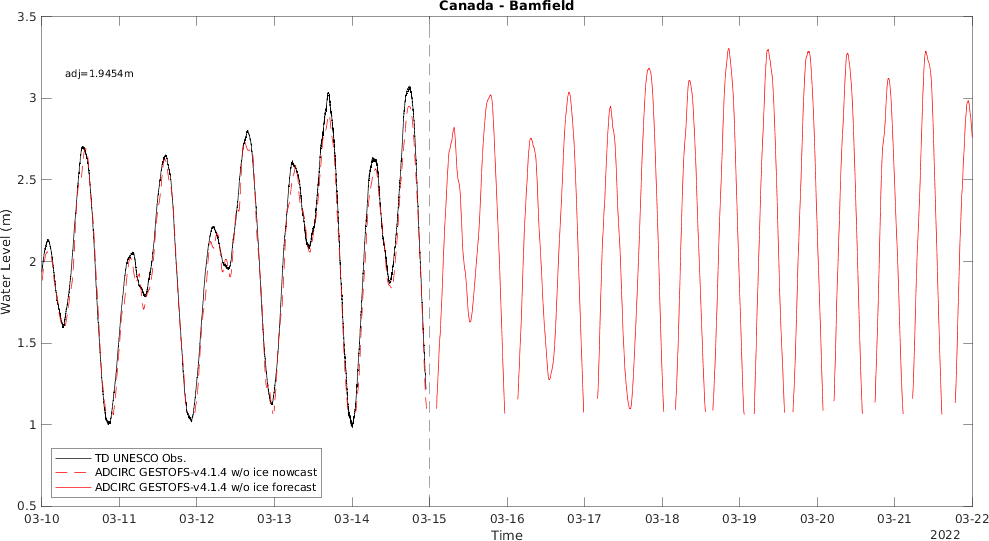 Canada - Bamfield
3.5
adj=1.9454m
3
2.5
2
1.5
1
0.5
Water Level (m)
TD UNESCO Obs.
ADCIRC GESTOFS-v4.1.4 w/o ice nowcast
ADCIRC GESTOFS-v4.1.4 w/o ice forecast
03-10 03-11 03-12 03-13 03-14 03-15 03-16 03-17 03-18 03-19 03-20 03-21 03-22
Time
2022